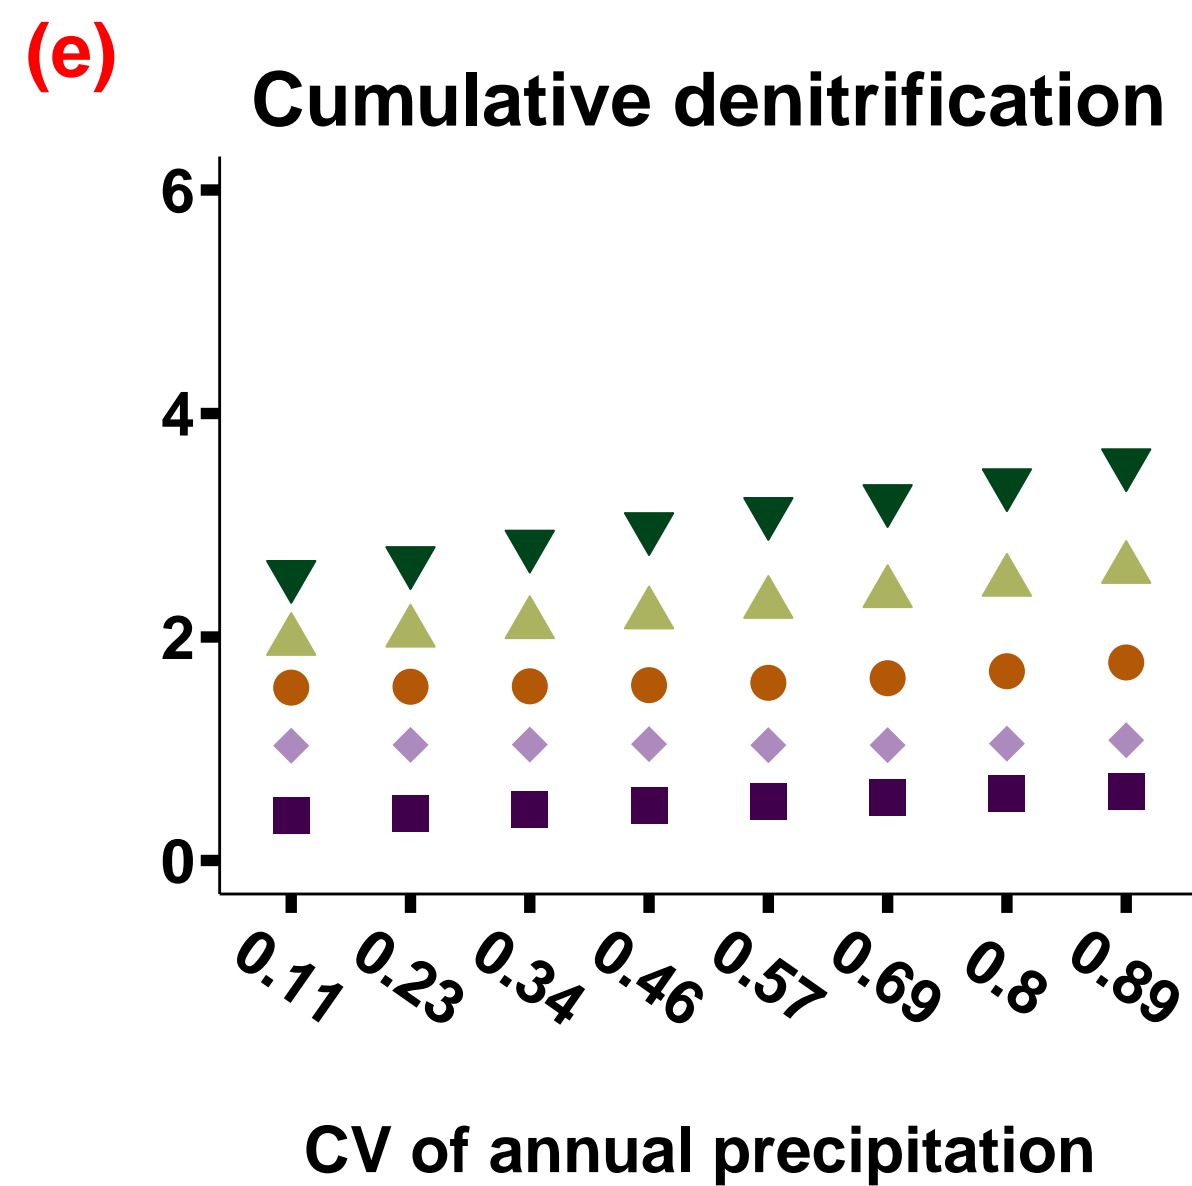 (e)
Cumulative denitrification
6
4
2
0
0.11 0.23 0.34 0.46 0.57 0.69 0.8 0.89
CV of annual precipitation